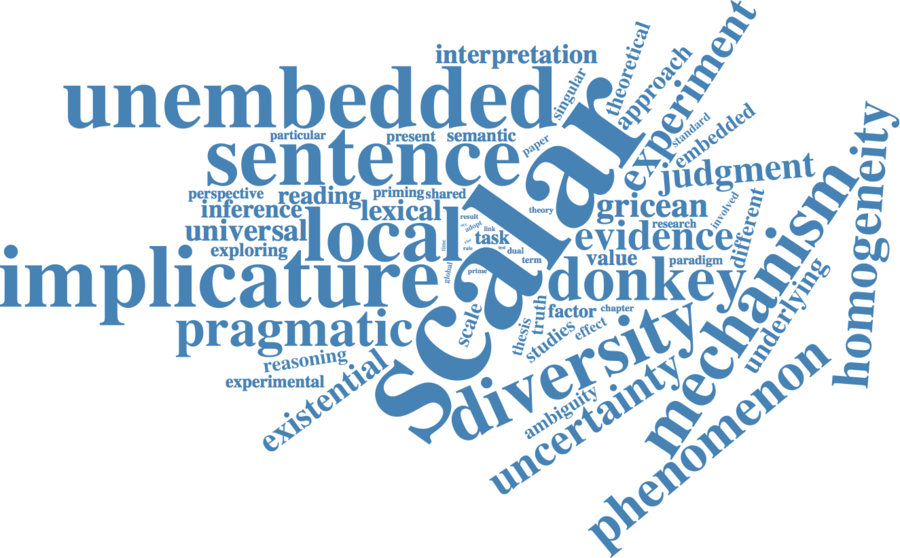 interpretation
theoretical
singular
approach
experiment
unembedded
particular
present
semantic
paper
standard
embedded
sentence
scalar
judgment
homogeneity
perspective
reading
priming
shared
inference
lexical
result
theory
gricean
involved
different
universal
local
adopt
link
task
evidence
research
exploring
dual
term
value
paradigm
implicature
global
prime
donkey
mechanism
underlying
pragmatic
scale
truth
thesis
factor
chapter
studies
effect
diversity
reasoning
experimental
existential
ambiguity
uncertainty
phenomenon